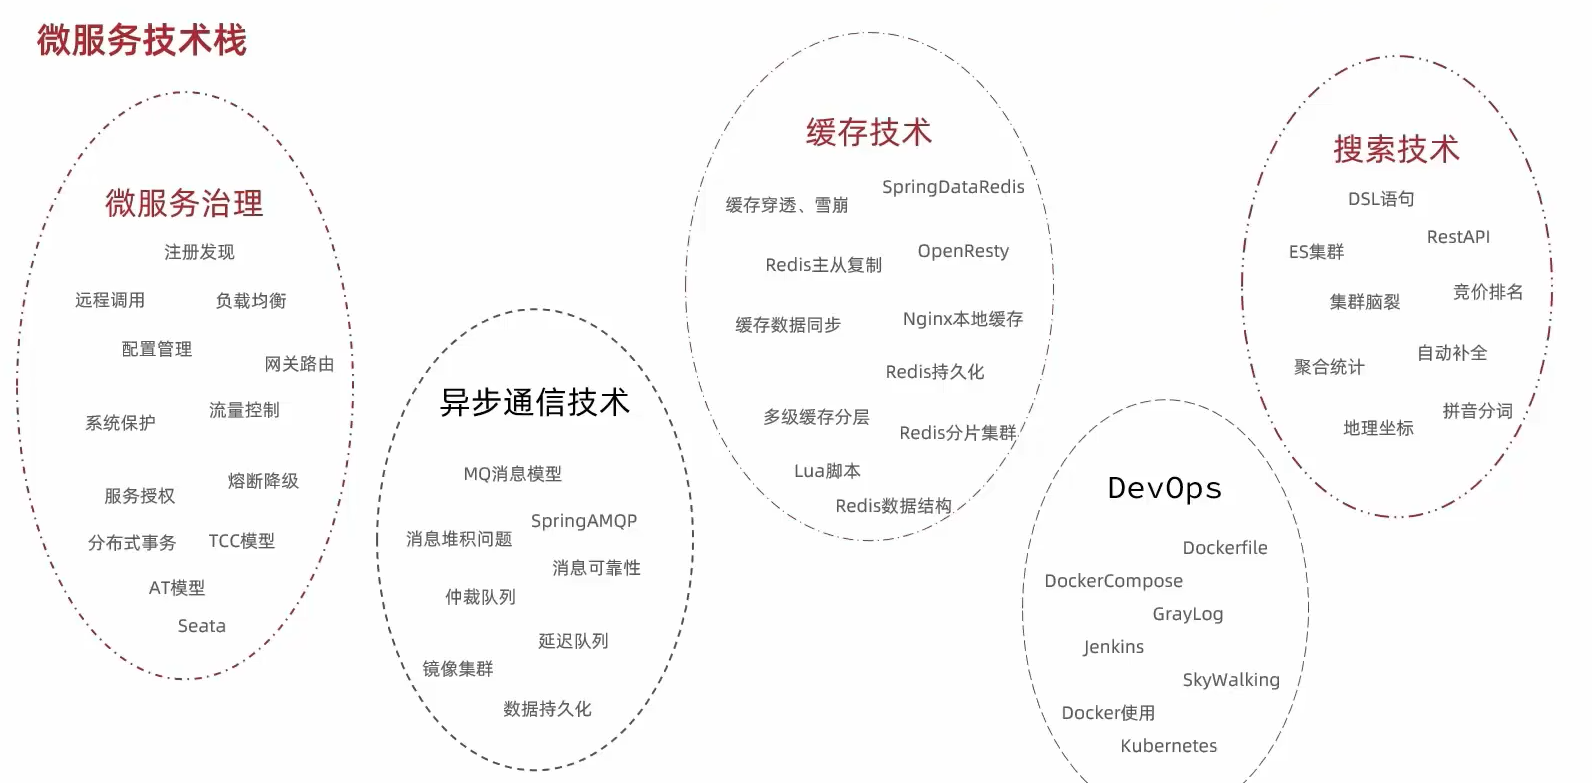 微服务技术栈
微服务治理
注册发现
远程调用
负载均衡
配置管理
网关路由
系统保护
流量控制
服务授权
熔断降级
分布式事务
TCC模型
AT模型
Seata
异步通信技术
MQ消息模型
SpringAMQP
消息堆积问题
消息可靠性
仲裁队列
延迟队列
镜像集群
数据持久化
缓存技术
SpringDataRedis
缓存穿透、雪崩
OpenResty
Redis主从复制
Nginx本地缓存
缓存数据同步
Redis持久化
多级缓存分层
Redis分片集群
Lua脚本
Redis数据结构
DevOps
Dockerfile
DockerCompose
GrayLog
Jenkins
SkyWalking
Docker使用
Kubernetes
搜索技术
DSL语句
RestAPI
ES集群
竞价排名
集群脑裂
自动补全
聚合统计
拼音分词
地理坐标